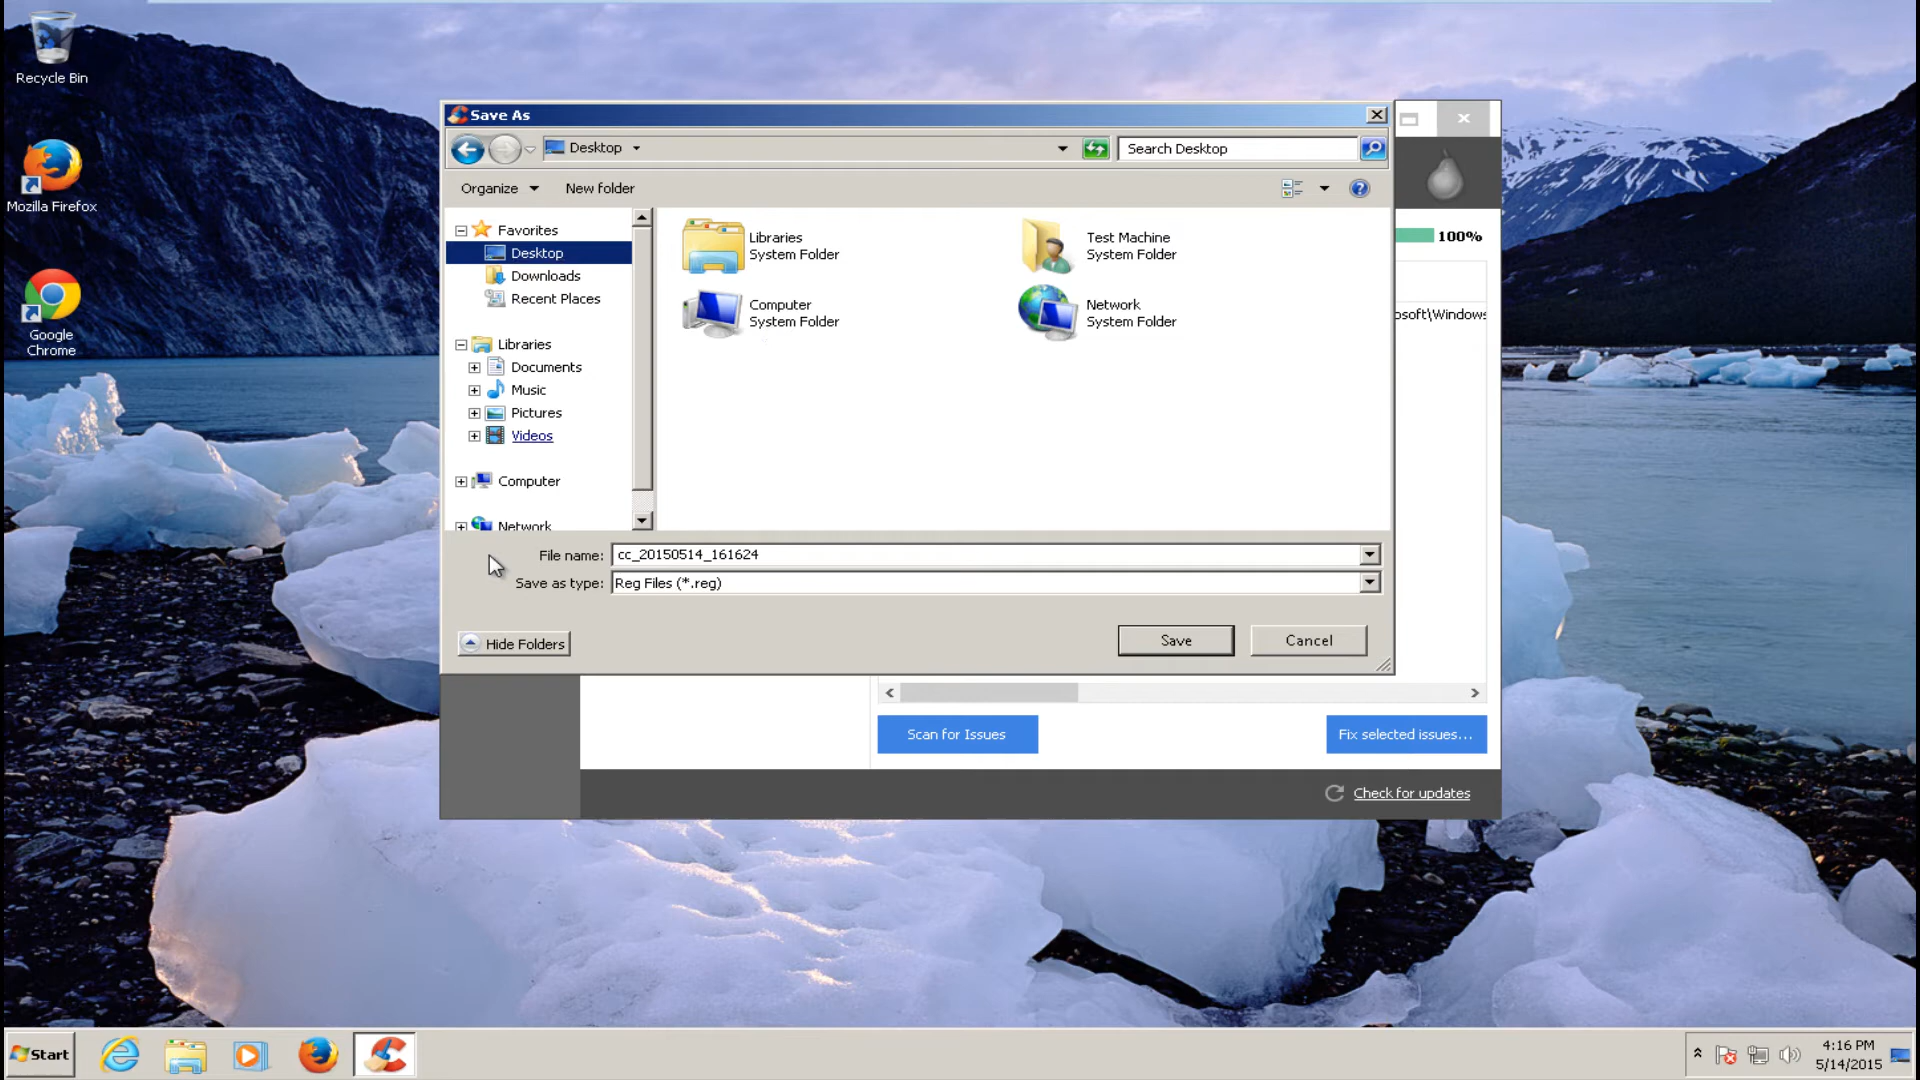 Recycle Bin
Mozilla Firefox
Google
Chrome
Save As
Desktop
Search Desktop
Organize
New folder
Favorites
Desktop
Downloads
Recent Places
Libraries
Documents
Music
Pictures
Videos
Computer
Network
Libraries
System Folder
Test Machine
System Folder
Computer
System Folder
Network
System Folder
100%
osoft\Windows
File name:
cc_20150514_161624
Save as type:
Reg Files (*.reg)
Hide Folders
Save
Cancel
Scan for Issues
Fix selected issues...
Check for updates
Start
4:16 PM
5/14/2015